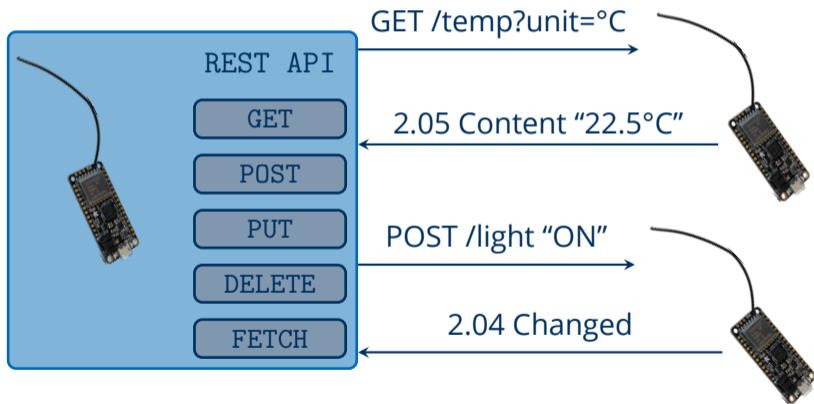 GET /temp?unit=°C
REST API
GET
2.05 Content “22.5°C”
POST
PUT
POST /light “ON”
DELETE
2.04 Changed
FETCH